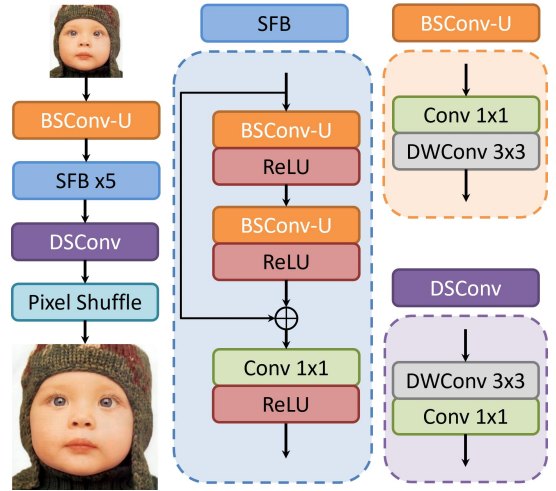 BSConv-U
SFB x5
DSConv
Pixel Shuffle
SFB
BSConv-U
ReLU
BSConv-U
ReLU
Conv 1x1
ReLU
BSConv-U
Conv 1x1
DWConv 3x3
DSConv
DWConv 3x3
Conv 1x1